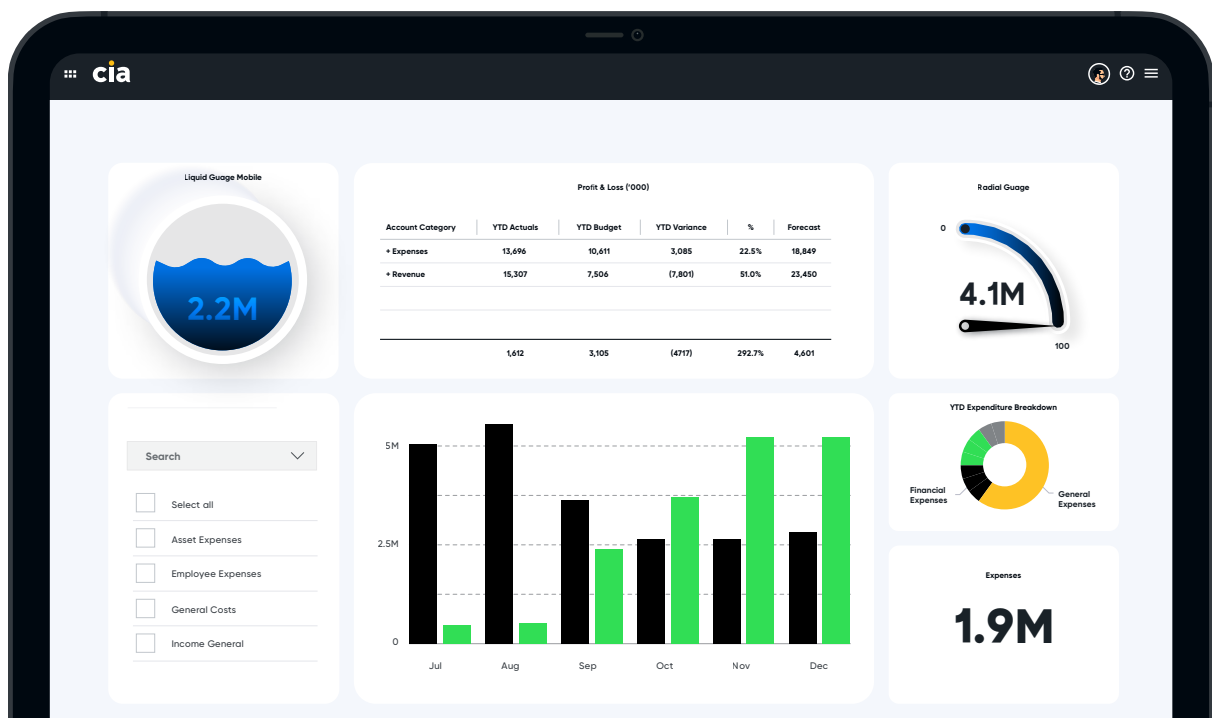 cia
Liquid Guage Mobile
2.2M
Profit & Loss ('000)
Account Category YTD Actuals YTD Budget YTD Variance % Forecast
+ Expenses 13,696 10,611 3,085 22.5% 18,849
+ Revenue 15,307 7,506 (7,801) 51.0% 23,450
1,612 3,105 (4717) 292.7% 4,601
Radial Guage
0
4.1M
100
Search
Select all
Asset Expenses
Employee Expenses
General Costs
Income General
5M
2.5M
0
Jul Aug Sep Oct Nov Dec
YTD Expenditure Breakdown
Financial
Expenses
General
Expenses
Expenses
1.9M